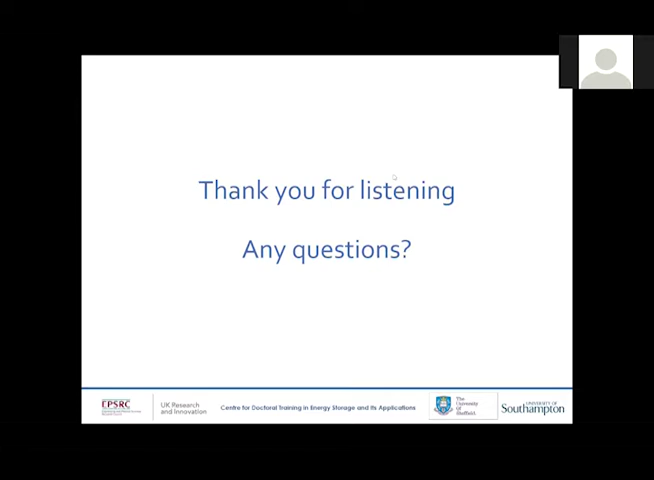 Thank you for listening
Any questions?
EPSRC
UK Research
and Innovation
Centre for Doctoral Training in Energy Storage and its Applications
The
University
Of
Sheffield.
UNIVERSITY OF
Southampton